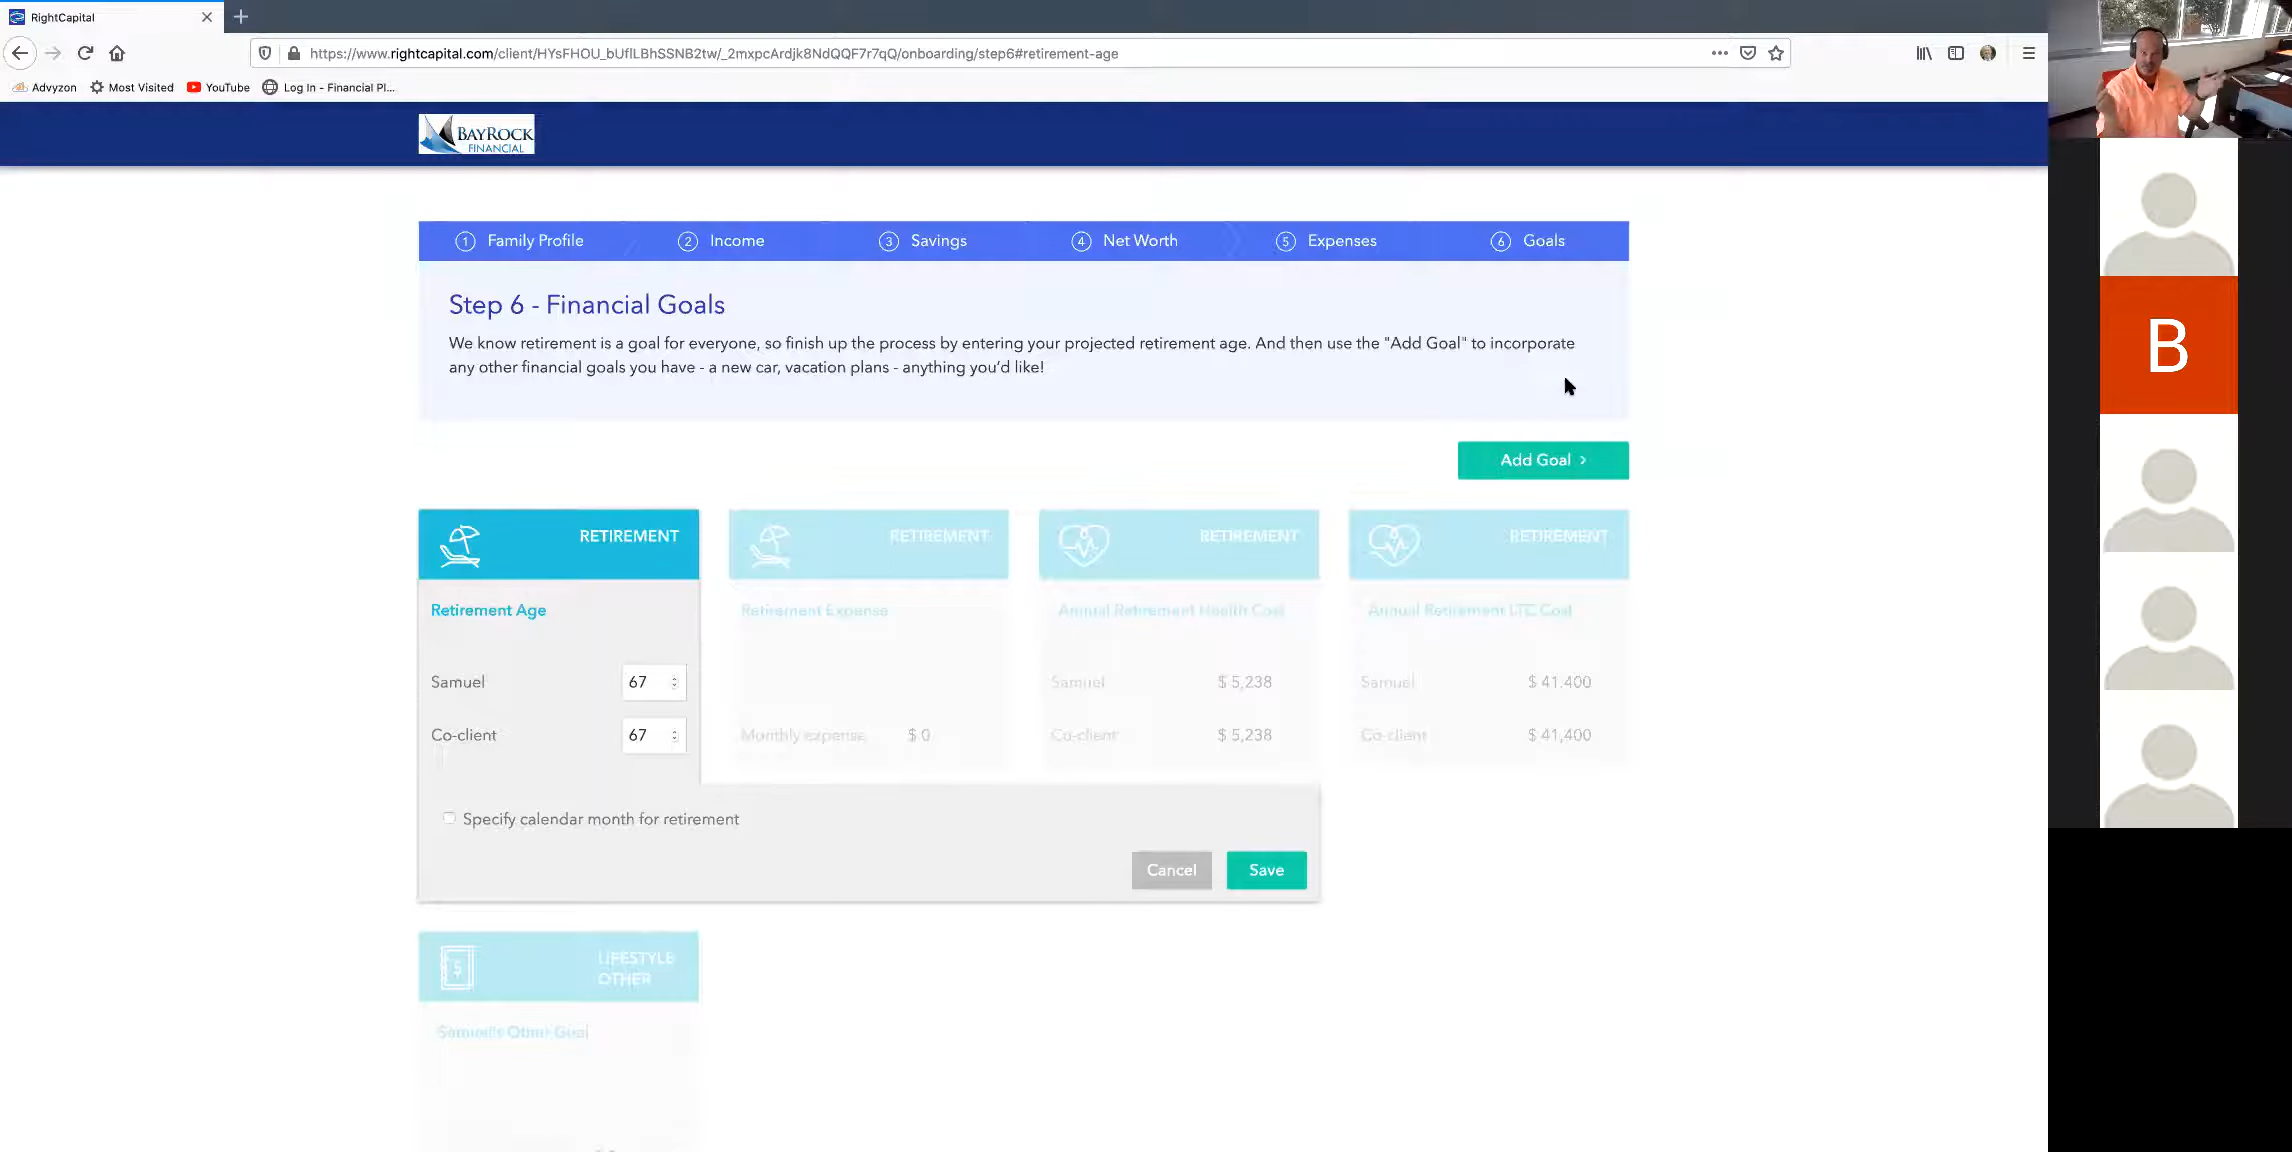 RightCapital
https://www.rightcapital.com/client/HYsFHOU_bUflLBhSSNB2tw/_2mxpcArdjk8NdQQF7r7qQ/onboarding/step6#retirement-age
Advyzon Most Visited YouTube Log In - Financial Pl...
BAYROCK
FINANCIAL
1 Family Profile 2 Income 3 Savings 4 Net Worth 5 Expenses 6 Goals
Step 6 - Financial Goals
We know retirement is a goal for everyone, so finish up the process by entering your projected retirement age. And then use the "Add Goal" to incorporate
any other financial goals you have - a new car, vacation plans - anything you'd like!
B
Add Goal >
RETIREMENT RETIREMENT RETIREMENT RETIREMENT
Retirement Age Retirement Expense Annual Retirement Health Cost Annual Retirement LTC Cost
Samuel 67 Samuel $ 5,238 Samuel $ 41,400
Co-client 67 Monthly expense $ 0 Co-client $ 5,238 Co-client $ 41,400
Specify calendar month for retirement
Cancel Save
LIFESTYLE
OTHER
$
Samuel's Other Goal